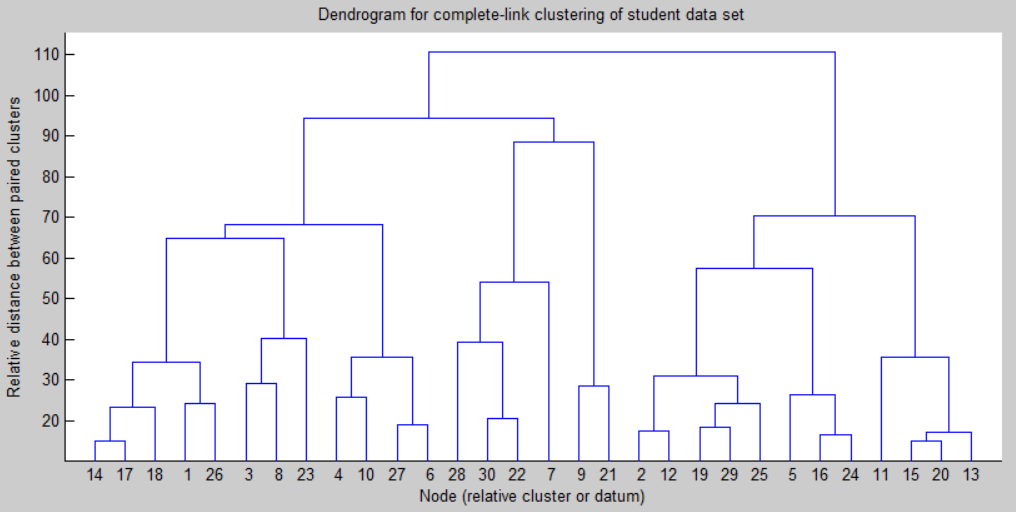 Dendrogram for complete-link clustering of student data set
Relative distance between paired clusters
110
100
90
80
70
60
50
40
30
20
14 17 18 1 26 3 8 23 4 10 27 6 28 30 22 7 9 21 2 12 19 29 25 5 16 24 11 15 20 13
Node (relative cluster or datum)